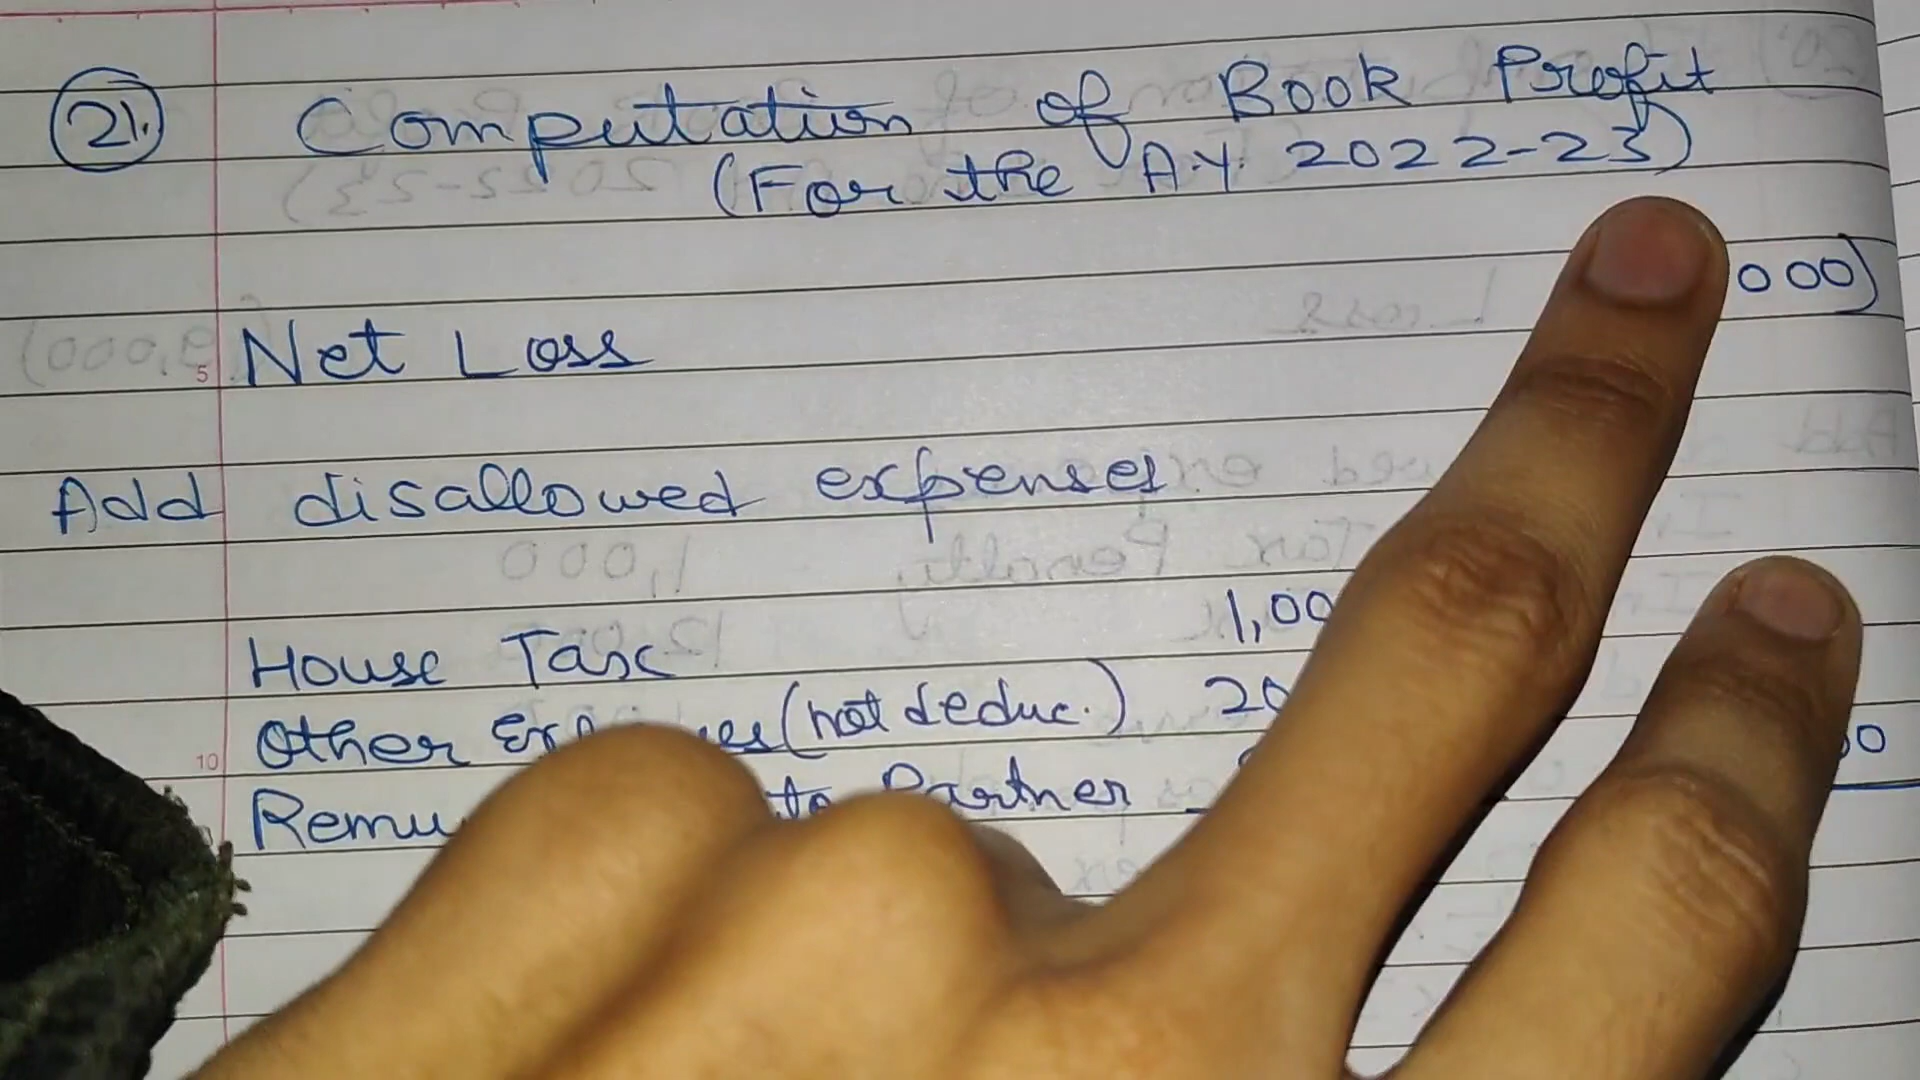 21. Computation of Book Profit
(For the A.Y. 2022-23)
000)
Net Loss
Add disallowed expenses
House Tax 1,00
Other (not deduc.) 20
to Partner